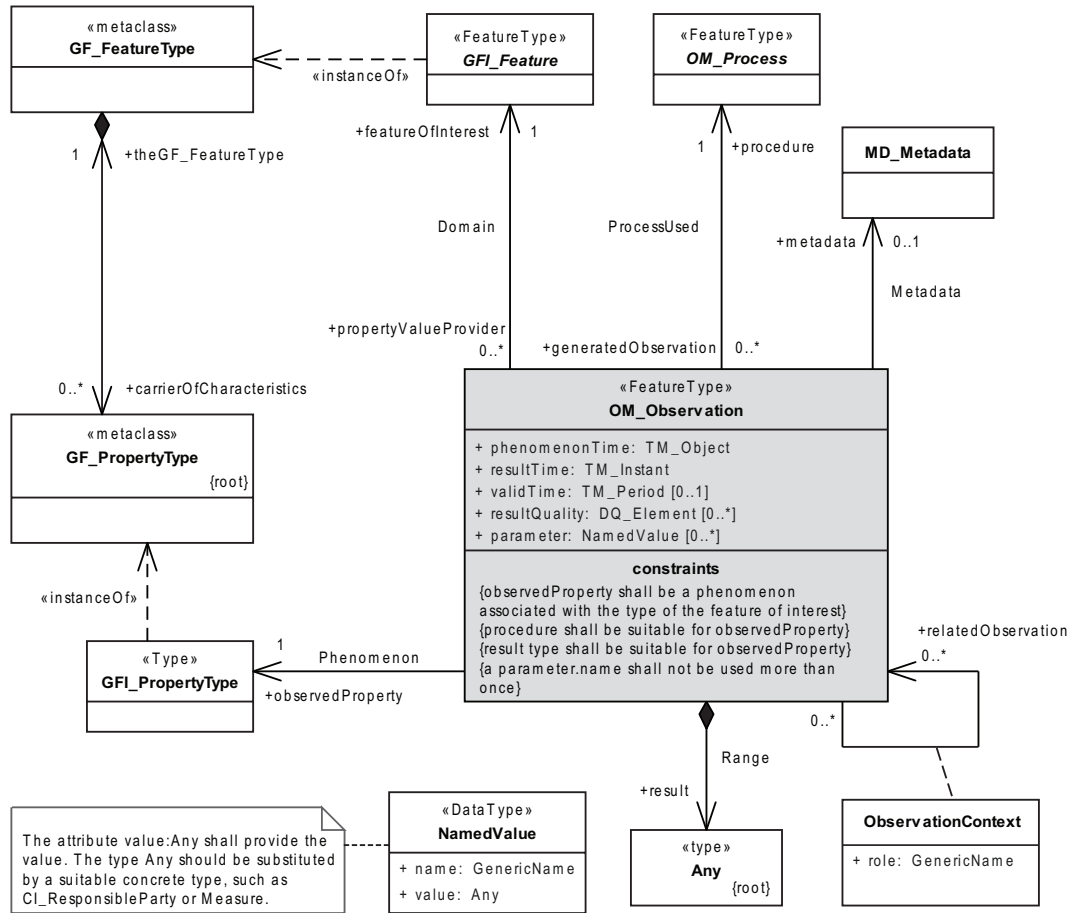 «metaclass»
GF_FeatureType
«FeatureType»
GFI_Feature
«FeatureType»
OM_Process
«instanceOf»
+featureOfInterest
1
1
+procedure
MD_Metadata
1
+theGF_FeatureType
Domain
ProcessUsed
+metadata
0..1
Metadata
+propertyValueProvider
0..*
+generatedObservation
0..*
0..*
+carrierOfCharacteristics
«metaclass»
GF_PropertyType
{root}
«FeatureType»
OM_Observation
+ phenomenonTime: TM_Object
+ resultTime: TM_Instant
+ validTime: TM_Period [0..1]
+ resultQuality: DQ_Element [0..*]
+ parameter: NamedValue [0..*]
constraints
{observedProperty shall be a phenomenon
associated with the type of the feature of interest}
{procedure shall be suitable for observedProperty}
{result type shall be suitable for observedProperty}
{a parameter.name shall not be used more than
once}
«instanceOf»
«Type»
GFI_PropertyType
1
Phenomenon
+observedProperty
+relatedObservation
0..*
0..*
Range
+result
The attribute value:Any shall provide the
value. The type Any should be substituted
by a suitable concrete type, such as
CI_ResponsibleParty or Measure.
«DataType»
NamedValue
+ name: GenericName
+ value: Any
«type»
Any
{root}
ObservationContext
+ role: GenericName